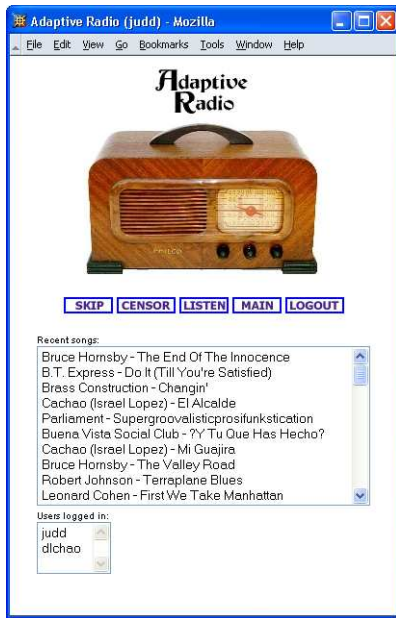 Adaptive Radio (judd) - Mozilla
File Edit View Go Bookmarks Tools Window Help
Adaptive
Radio
PHILCO
SKIP CENSOR LISTEN MAIN LOGOUT
Recent songs:
Bruce Hornsby - The End Of The Innocence
B.T. Express - Do It (Till You're Satisfied)
Brass Construction - Changin'
Cachao (Israel Lopez) - El Alcalde
Parliament - Supergroovalisticprosifunkstication
Buena Vista Social Club - ?Y Tu Que Has Hecho?
Cachao (Israel Lopez) - Mi Guajira
Bruce Hornsby - The Valley Road
Robert Johnson - Terraplane Blues
Leonard Cohen - First We Take Manhattan
Users logged in:
judd
dlchao